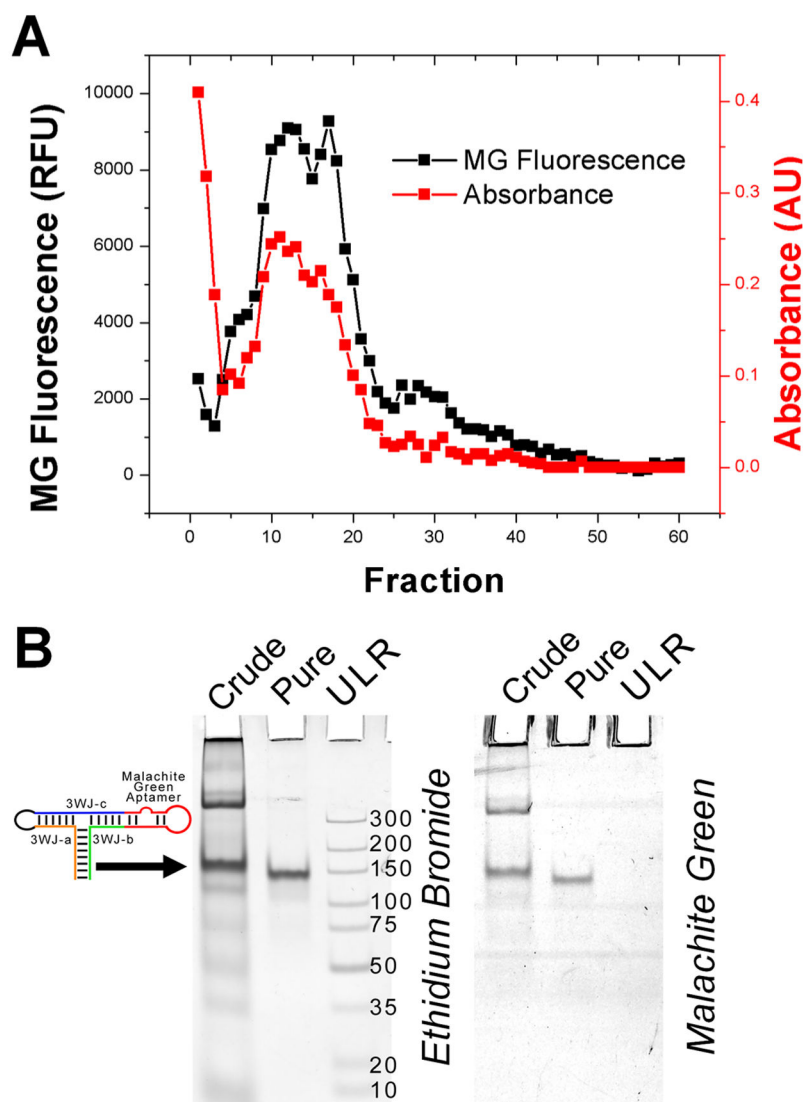 A
MG Fluorescence (RFU)
10000
8000
6000
4000
2000
0
MG Fluorescence
Absorbance
0.4
0.3
0.2
0.1
0.0
Absorbance (AU)
0 10 20 30 40 50 60
Fraction
B
Crude Pure ULR
Malachite
Green
Aptamer
3WJ-c
3WJ-a 3WJ-b
300
200
150
100
75
50
35
20
10
Ethidium Bromide
Crude Pure ULR
Malachite Green